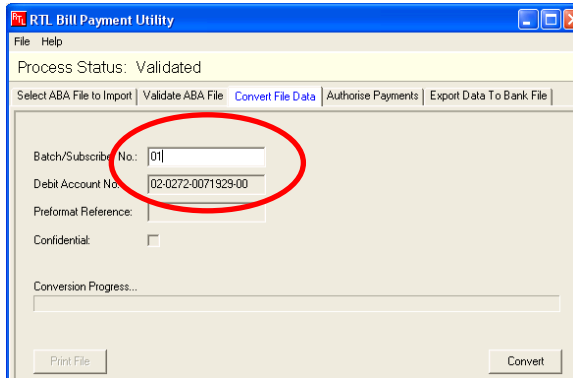 RTL RTL Bill Payment Utility
File Help
Process Status: Validated
Select ABA File to Import Validate ABA File Convert File Data Authorise Payments Export Data To Bank File
Batch/Subscriber No.: 01
Debit Account No.: 02-0272-0071929-00
Preformat Reference:
Confidential:
Conversion Progress...
Print File Convert